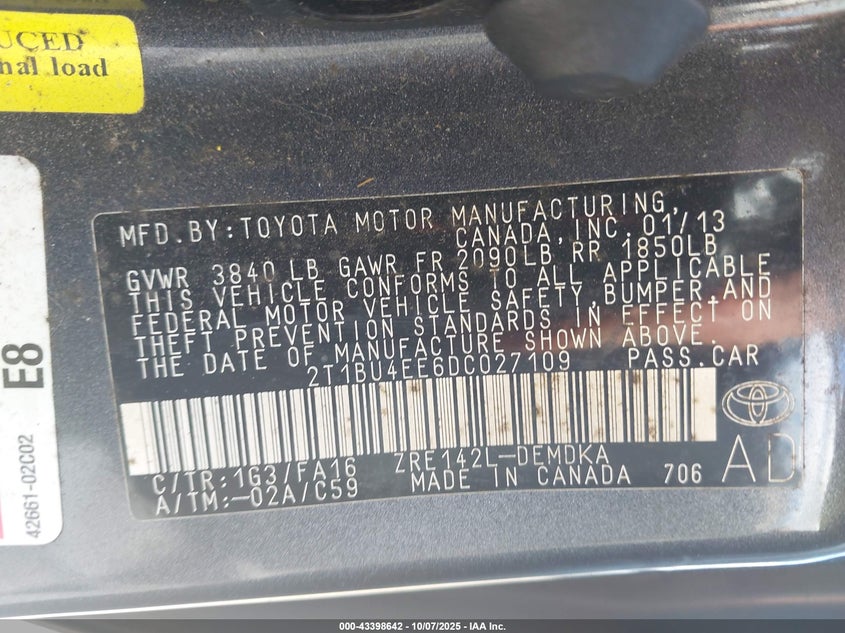 UCED
nal load
MFD.BY:TOYOTA MOTOR MANUFACTURING,
CANADA,INC.01/13
GVWR 3840 LB GAWR FR 2090LB RR 1850LB
THIS VEHICLE CONFORMS TO ALL APPLICABLE
FEDERAL MOTOR VEHICLE SAFETY,BUMPER,AND
THEFT PREVENTION STANDARDS IN EFFECT ON
THE DATE OF MANUFACTURE SHOWN ABOVE.
2T1BU4EE6DC027109 PASS.CAR
C/TR:1G3/FA16 ZRE142L-DEMDKA
A/TM:-02A/C59 MADE IN CANADA 706
AD
E8
42661-02C02
000-43398642 - 10/07/2025 - IAA Inc.